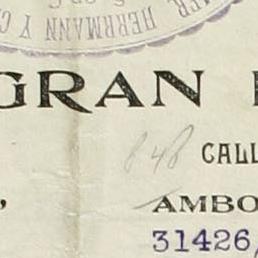 HERRMANN Y C
GRAN
848 CALL
AMBO
31426,